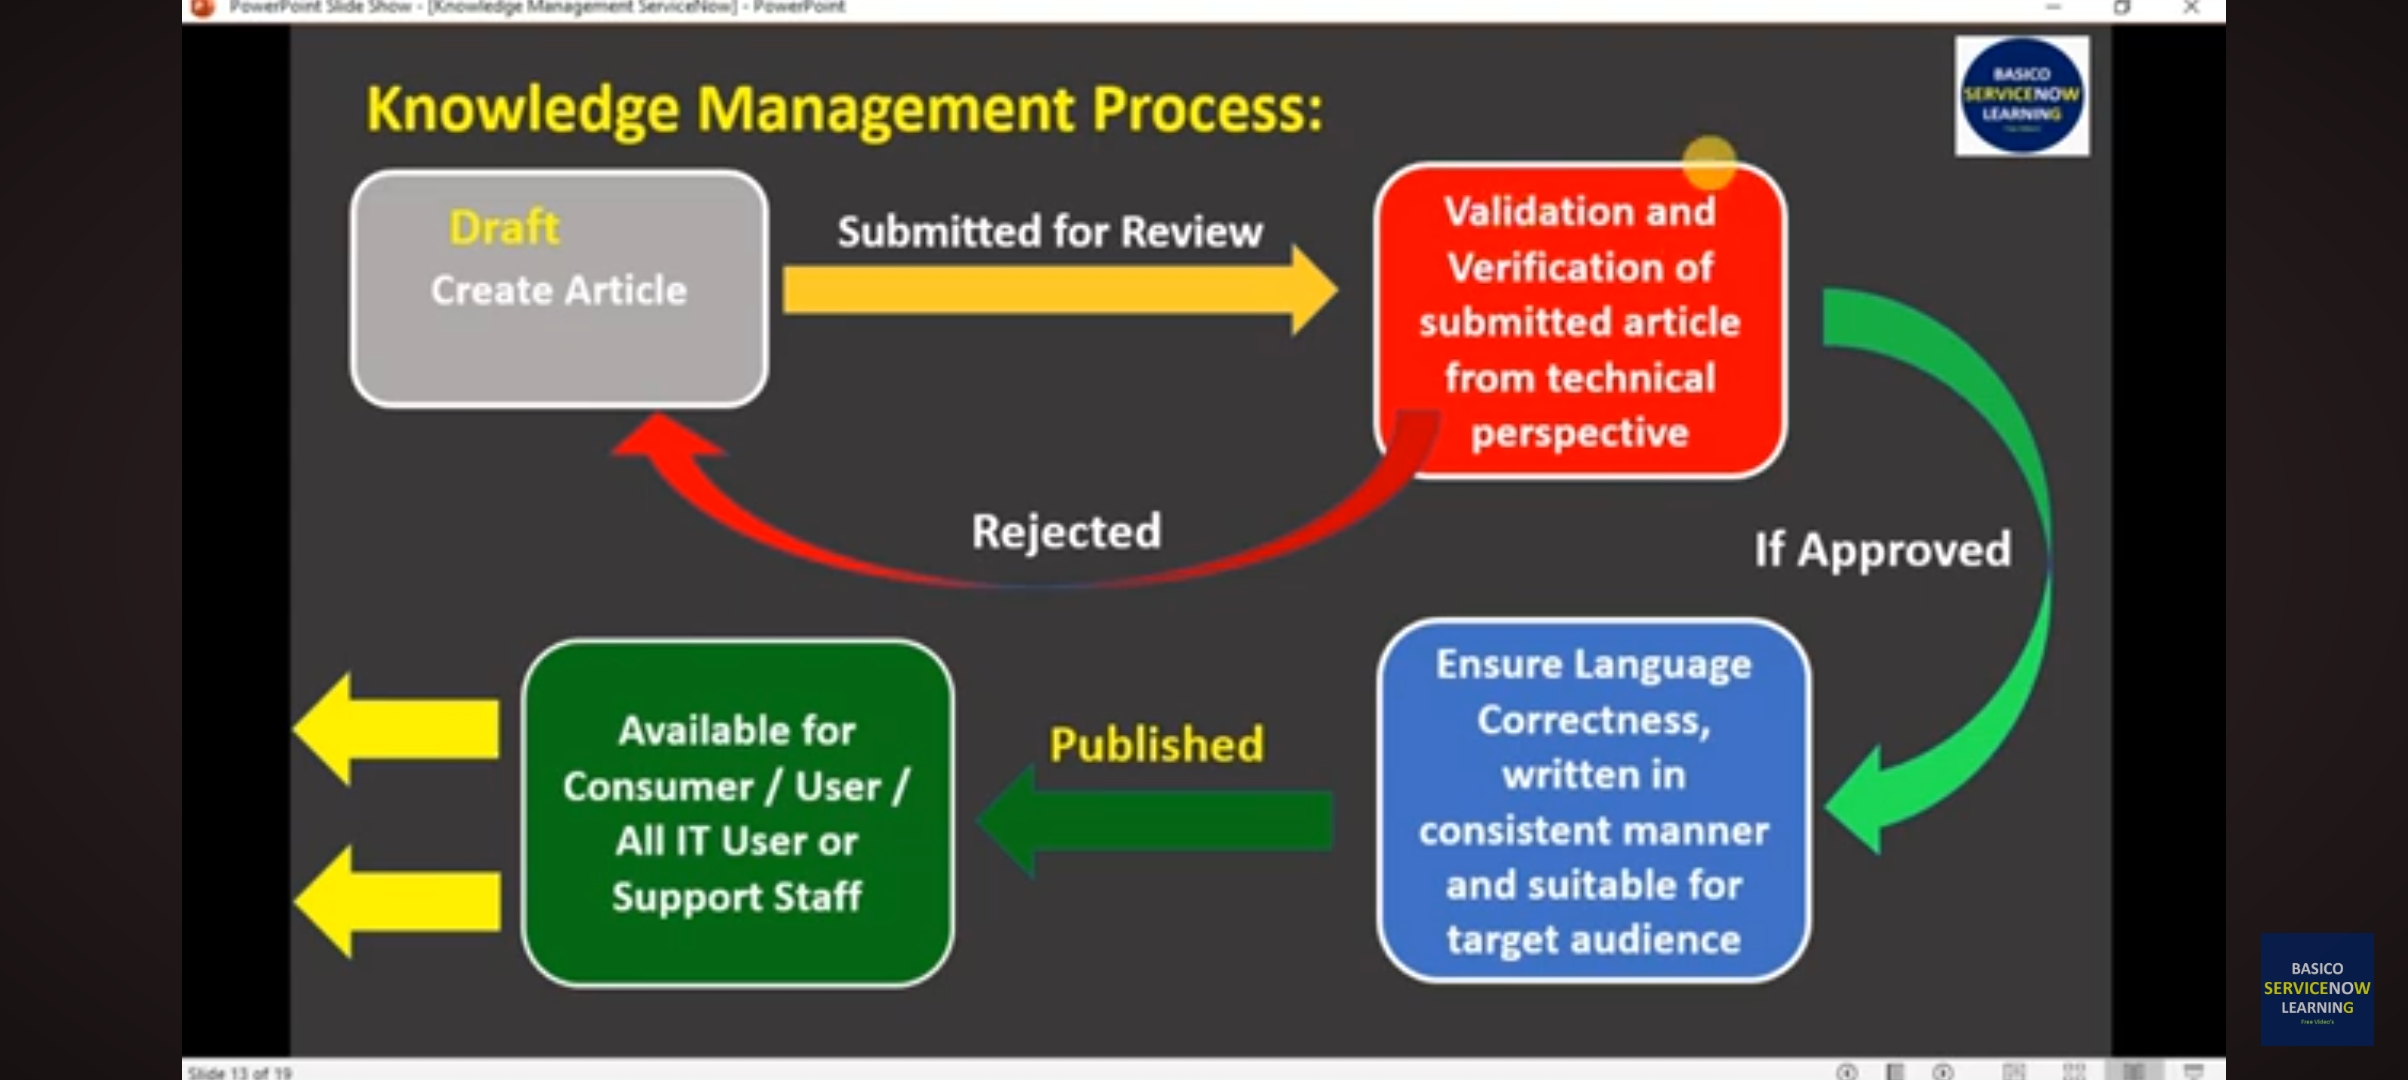 PowerPoint Slide Show - [Knowledge Management ServiceNow] - PowerPoint
Knowledge Management Process:
BASICO
SERVICENOW
LEARNING
Draft
Create Article
Submitted for Review
Validation and
Verification of
submitted article
from technical
perspective
Rejected
If Approved
Ensure Language
Correctness,
written in
consistent manner
and suitable for
target audience
Published
Available for
Consumer / User /
All IT User or
Support Staff
BASICO
SERVICENOW
LEARNING
Free Video's
Slide 13 of 19